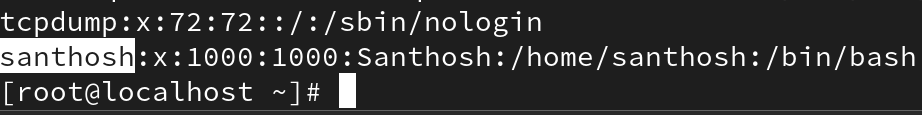 tcpdump:x:72:72::/:/sbin/nologin
santhosh:x:1000:1000:Santhosh:/home/santhosh:/bin/bash
[root@localhost ~]#